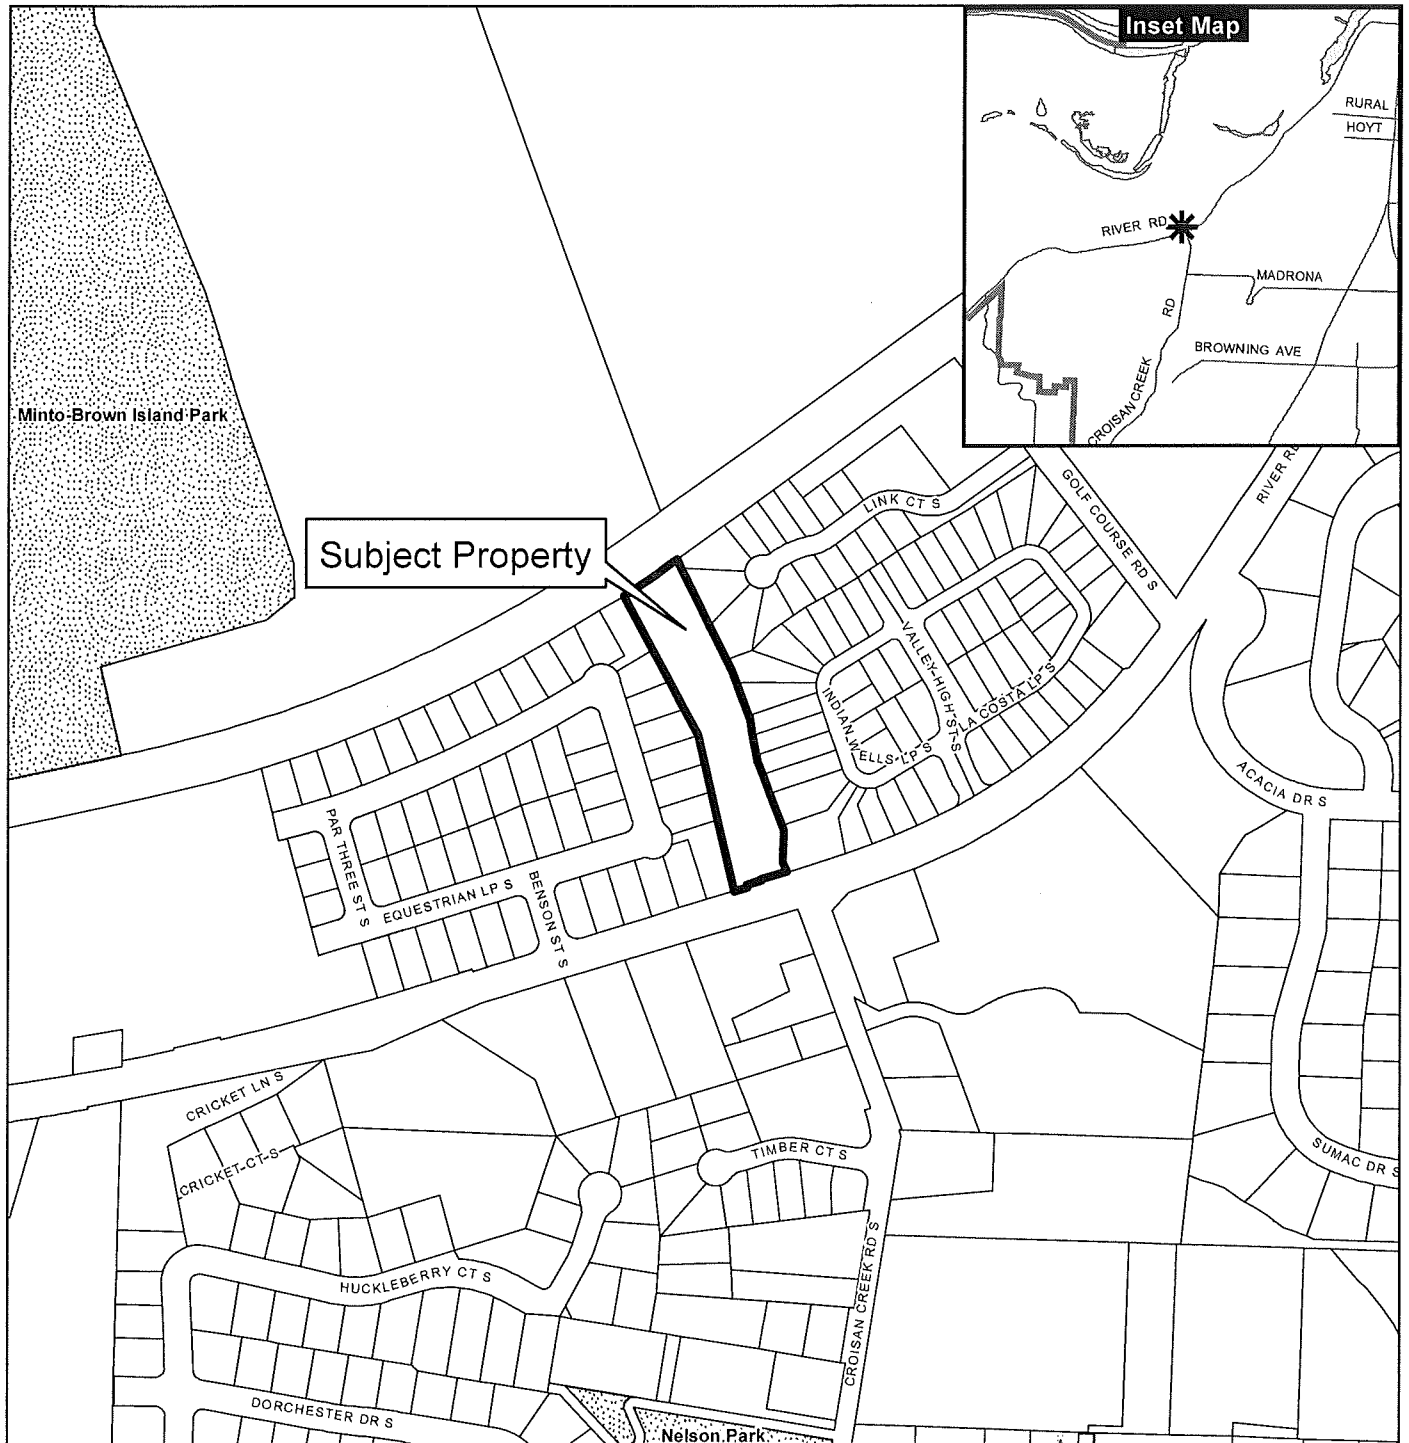 Inset Map
RURAL
HOYT
RIVER RD
MADRONA
RD
BROWNING AVE
CROISAN CREEK
Minto-Brown Island Park
RIVER RD
GOLF COURSE RD S
LINK CT S
Subject Property
VALLEY HIGH ST S
LA COSTA LP S
INDIAN WELLS LP S
ACACIA DR S
PAR THREE ST S
EQUESTRIAN LP S
BENSON ST S
CRICKET LN S
CRICKET CT S
TIMBER CT S
SUMAC DR S
HUCKLEBERRY CT S
CROISAN CREEK RD S
DORCHESTER DR S
Nelson Park